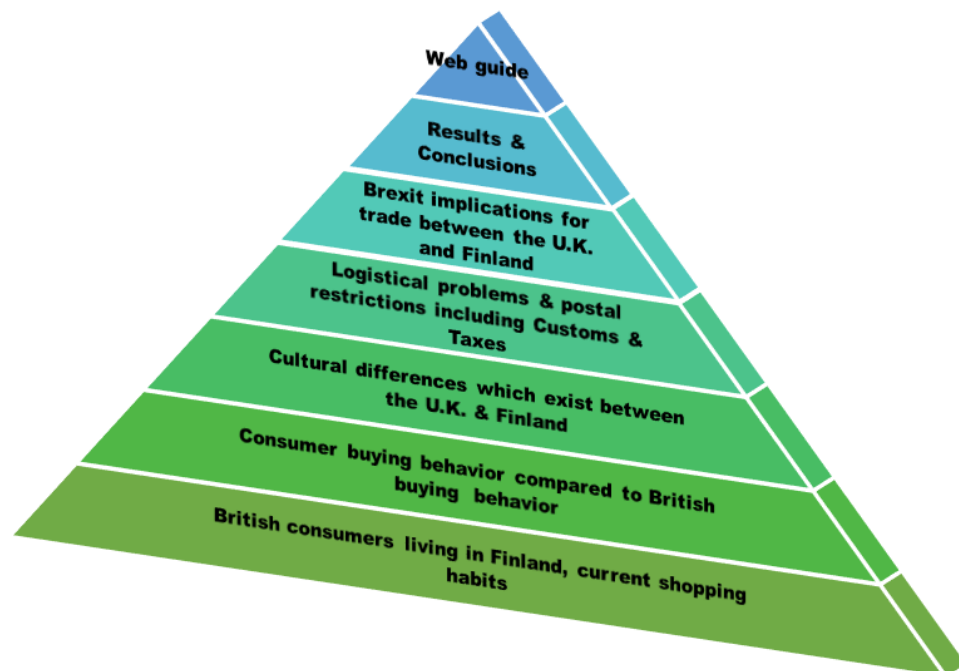 Web guide
Results &
Conclusions
Brexit implications for
trade between the U.K.
and Finland
Logistical problems & postal
restrictions including Customs &
Taxes
Cultural differences which exist between
the U.K. & Finland
Consumer buying behavior compared to British
buying behavior
British consumers living in Finland, current shopping
habits